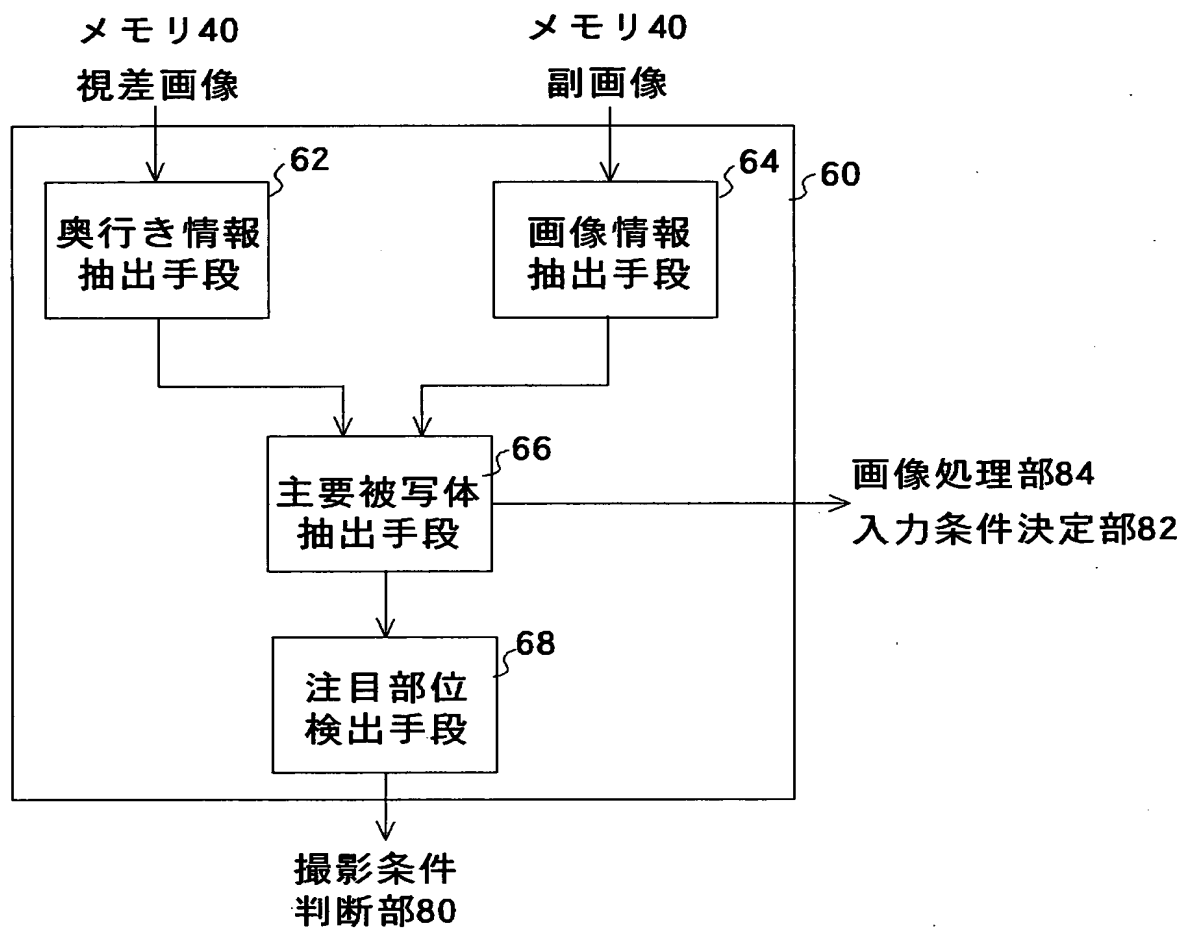 メモリ40
視差画像
メモリ40
副画像
62
64
60
奥行き情報
抽出手段
画像情報
抽出手段
66
主要被写体
抽出手段
画像処理部84
入力条件決定部82
68
注目部位
検出手段
撮影条件
判断部80